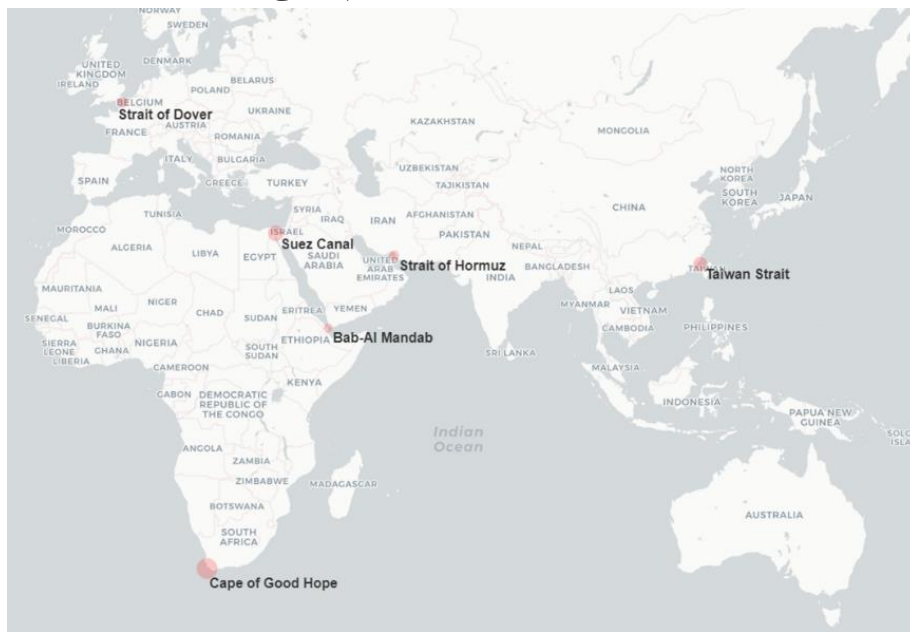 NORWAY
SWEDEN
UNITED
KINGDOM
DENMARK
IRELAND
BELARUS
POLAND
BELGIUM
Strait of Dover
UKRAINE
AUSTRIA
FRANCE
ROMANIA
KAZAKHSTAN
MONGOLIA
ITALY
BULGARIA
UZBEKISTAN
NORTH
KOREA
SPAIN
GREECE
TURKEY
TAJIKISTAN
SOUTH
KOREA
JAPAN
TUNISIA
SYRIA
IRAQ
IRAN
AFGHANISTAN
CHINA
MOROCCO
ISRAEL
PAKISTAN
ALGERIA
LIBYA
EGYPT
Suez Canal
SAUDI
ARABIA
UNITED
ARAB
EMIRATES
Strait of Hormuz
NEPAL
BANGLADESH
INDIA
Taiwan Strait
MAURITANIA
MALI
NIGER
CHAD
SUDAN
ERITREA
YEMEN
MYANMAR
LAOS
VIETNAM
SENEGAL
BURKINA
FASO
NIGERIA
ETHIOPIA
Bab-Al Mandab
CAMBODIA
PHILIPPINES
SIERRA
LEONE
GHANA
LIBERIA
SOUTH
SUDAN
SRI LANKA
CAMEROON
MALAYSIA
GABON
DEMOCRATIC
REPUBLIC OF
THE CONGO
KENYA
INDONESIA
PAPUA NEW
GUINEA
Indian
Ocean
ANGOLA
ZAMBIA
ZIMBABWE
MADAGASCAR
BOTSWANA
AUSTRALIA
SOUTH
AFRICA
Cape of Good Hope